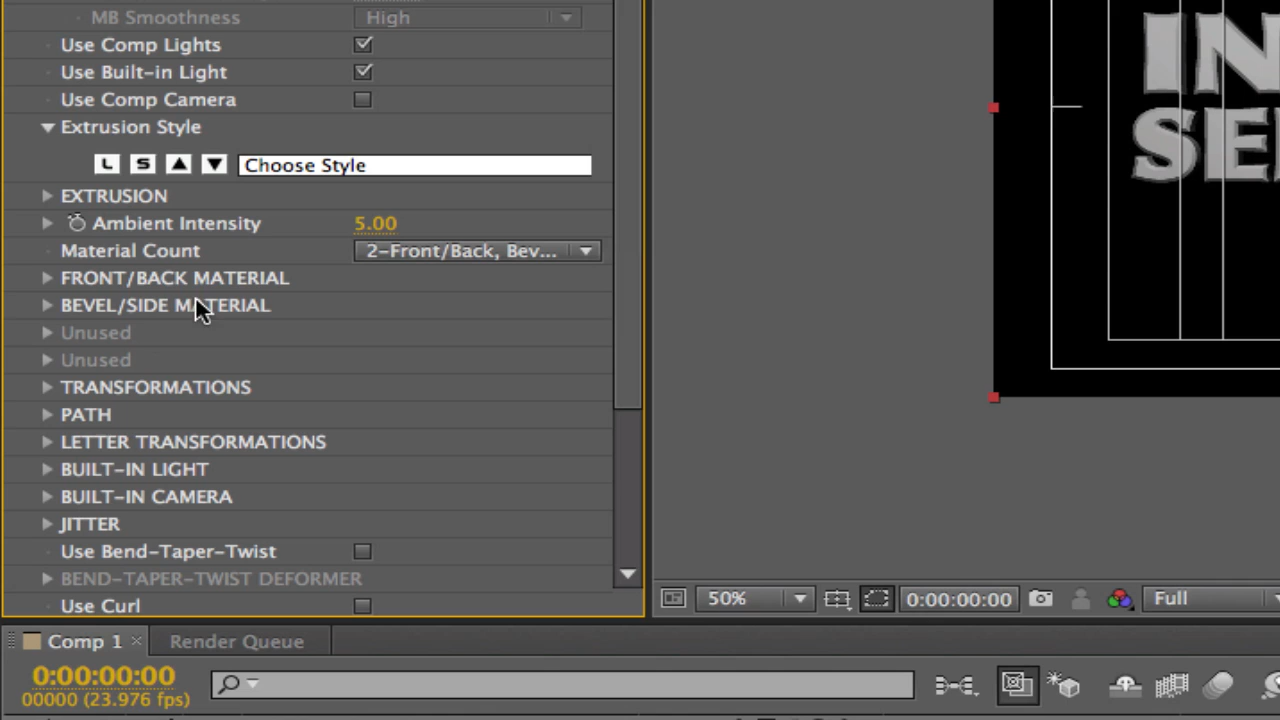 MB Smoothness High
Use Comp Lights
Use Built-in Light
Use Comp Camera
Extrusion Style
L S Choose Style
EXTRUSION
Ambient Intensity 5.00
Material Count 2-Front/Back, Bev...
FRONT/BACK MATERIAL
BEVEL/SIDE MATERIAL
Unused
Unused
TRANSFORMATIONS
PATH
LETTER TRANSFORMATIONS
BUILT-IN LIGHT
BUILT-IN CAMERA
JITTER
Use Bend-Taper-Twist
BEND-TAPER-TWIST DEFORMER
Use Curl
IN
SE
50% 0:00:00:00 Full
Comp 1 × Render Queue
0:00:00:00
00000 (23.976 fps)